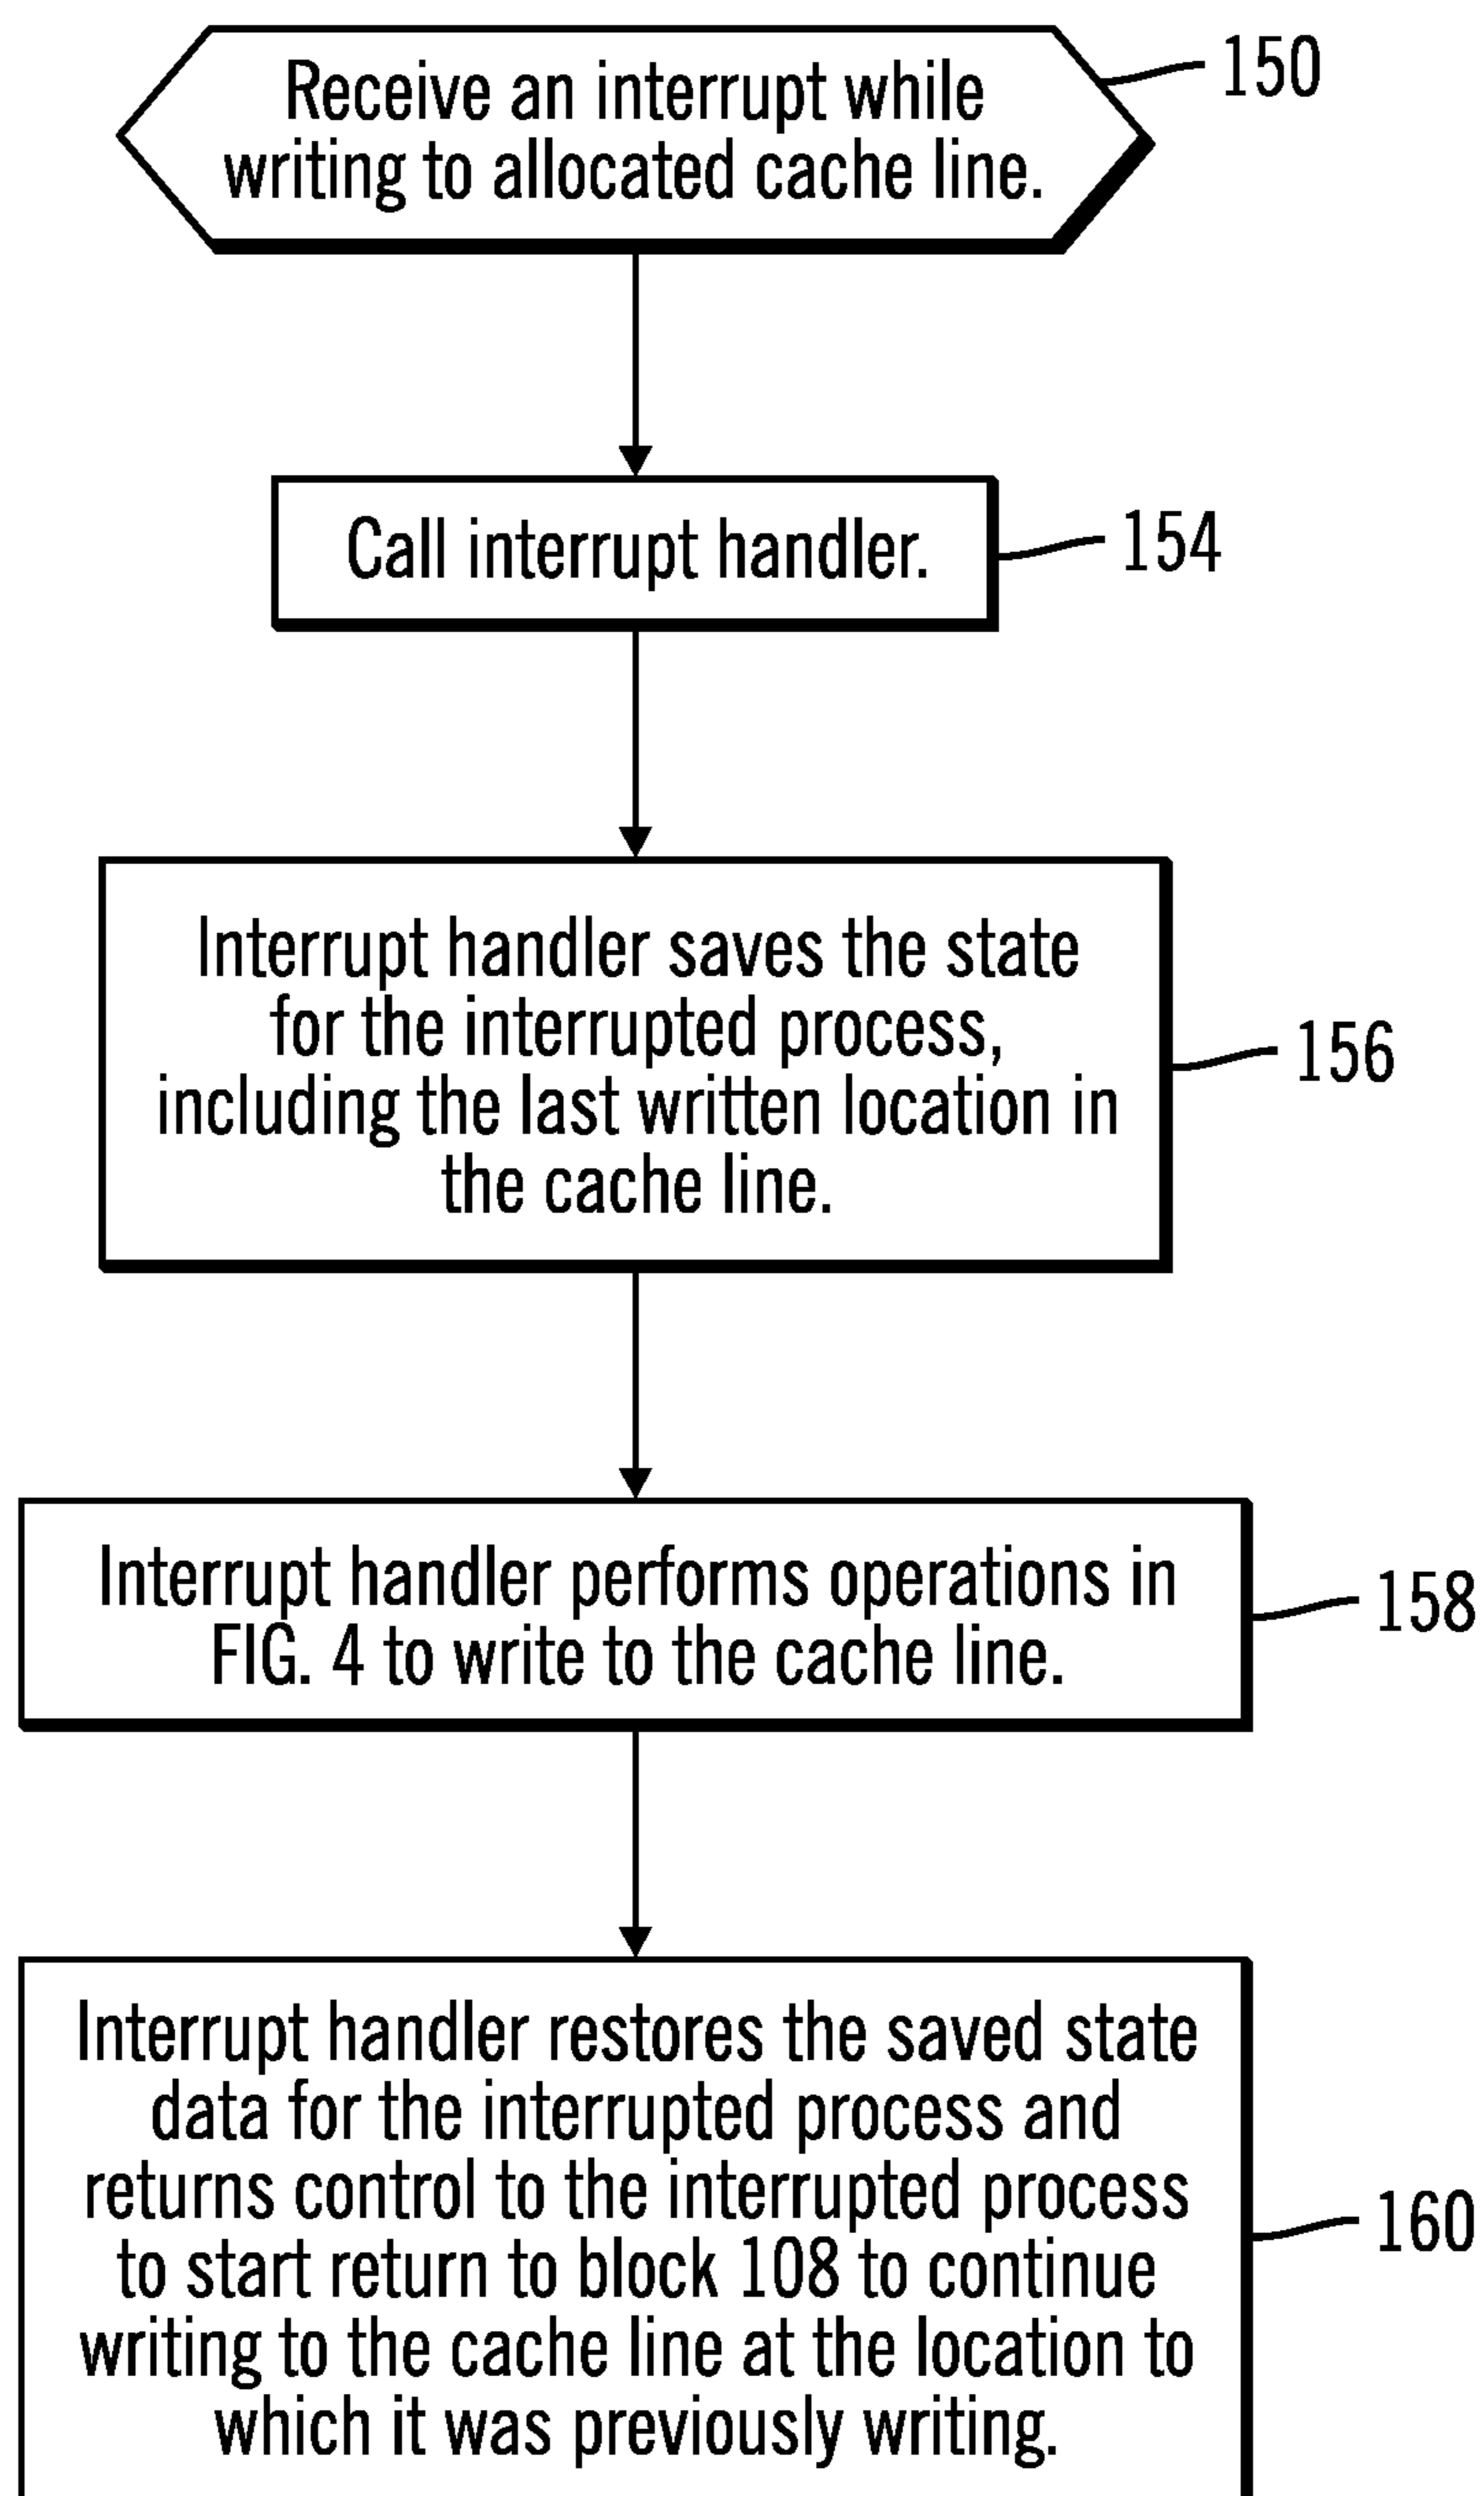 Receive an interrupt while
writing to allocated cache line.
150
Call interrupt handler.
154
Interrupt handler saves the state
for the interrupted process,
including the last written location in
the cache line.
156
Interrupt handler performs operations in
FIG. 4 to write to the cache line.
158
Interrupt handler restores the saved state
data for the interrupted process and
returns control to the interrupted process
to start return to block 108 to continue
writing to the cache line at the location to
which it was previously writing.
160